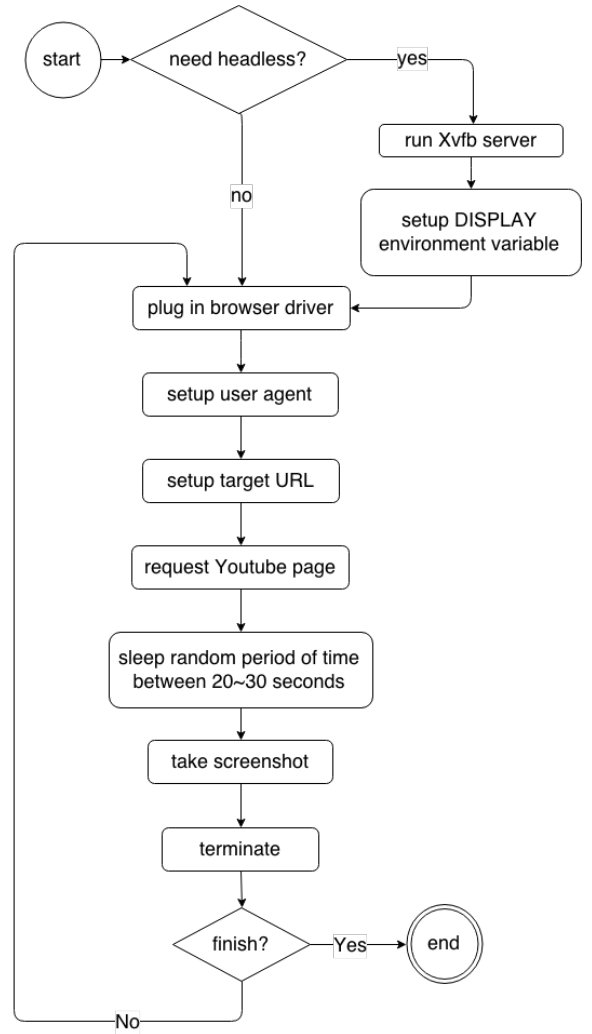 start
need headless?
yes
run Xvfb server
no
setup DISPLAY
environment variable
plug in browser driver
setup user agent
setup target URL
request Youtube page
sleep random period of time
between 20~30 seconds
take screenshot
terminate
finish?
Yes
end
No